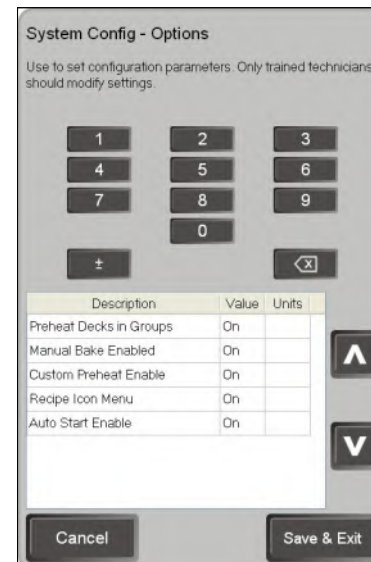 System Config - Options
Use to set configuration parameters. Only trained technicians
should modify settings.
1 2 3
4 5 6
7 8 9
0
±
Description Value Units
Preheat Decks in Groups On
Manual Bake Enabled On
Custom Preheat Enable On
Recipe Icon Menu On
Auto Start Enable On
Cancel Save & Exit